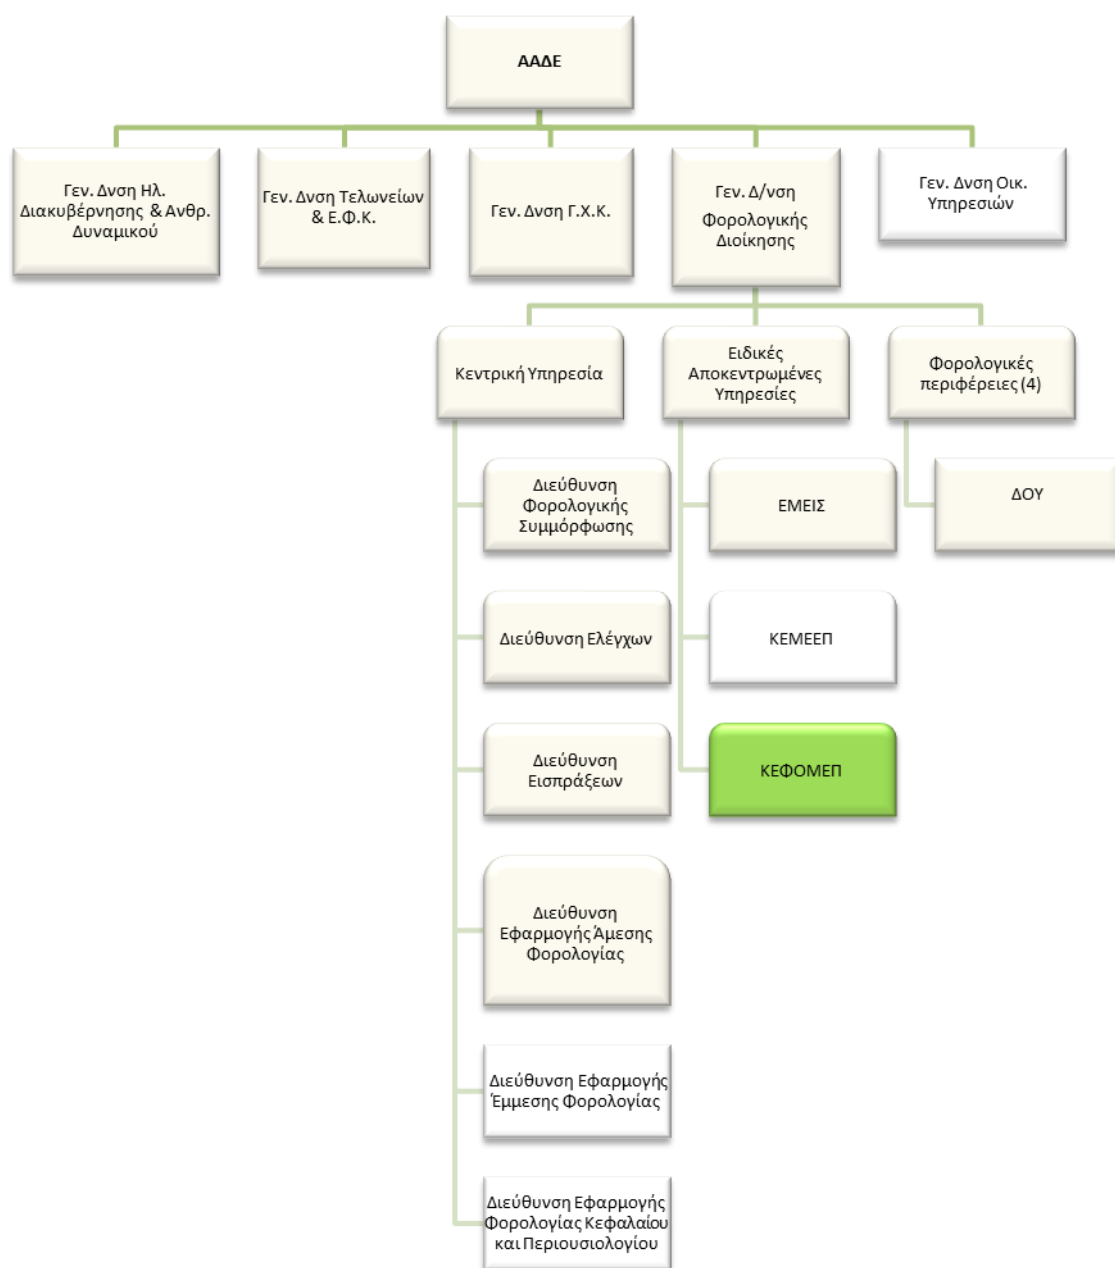 ΑΑΔΕ
Γεν. Δνση Ηλ.
Διακυβέρνησης & Ανθρ.
Δυναμικού
Γεν. Δνση Τελωνείων
& Ε.Φ.Κ.
Γεν. Δνση Γ.Χ.Κ.
Γεν. Δ/νση
Φορολογικής
Διοίκησης
Γεν. Δνση Οικ.
Υπηρεσιών
Κεντρική Υπηρεσία
Ειδικές
Αποκεντρωμένες
Υπηρεσίες
Φορολογικές
περιφέρειες (4)
Διεύθυνση
Φορολογικής
Συμμόρφωσης
ΕΜΕΙΣ
ΔΟΥ
Διεύθυνση Ελέγχων
ΚΕΜΕΕΠ
Διεύθυνση
Εισπράξεων
ΚΕΦΟΜΕΠ
Διεύθυνση
Εφαρμογής Άμεσης
Φορολογίας
Διεύθυνση Εφαρμογής
Έμμεσης Φορολογίας
Διεύθυνση Εφαρμογής
Φορολογίας Κεφαλαίου
και Περιουσιολογίου